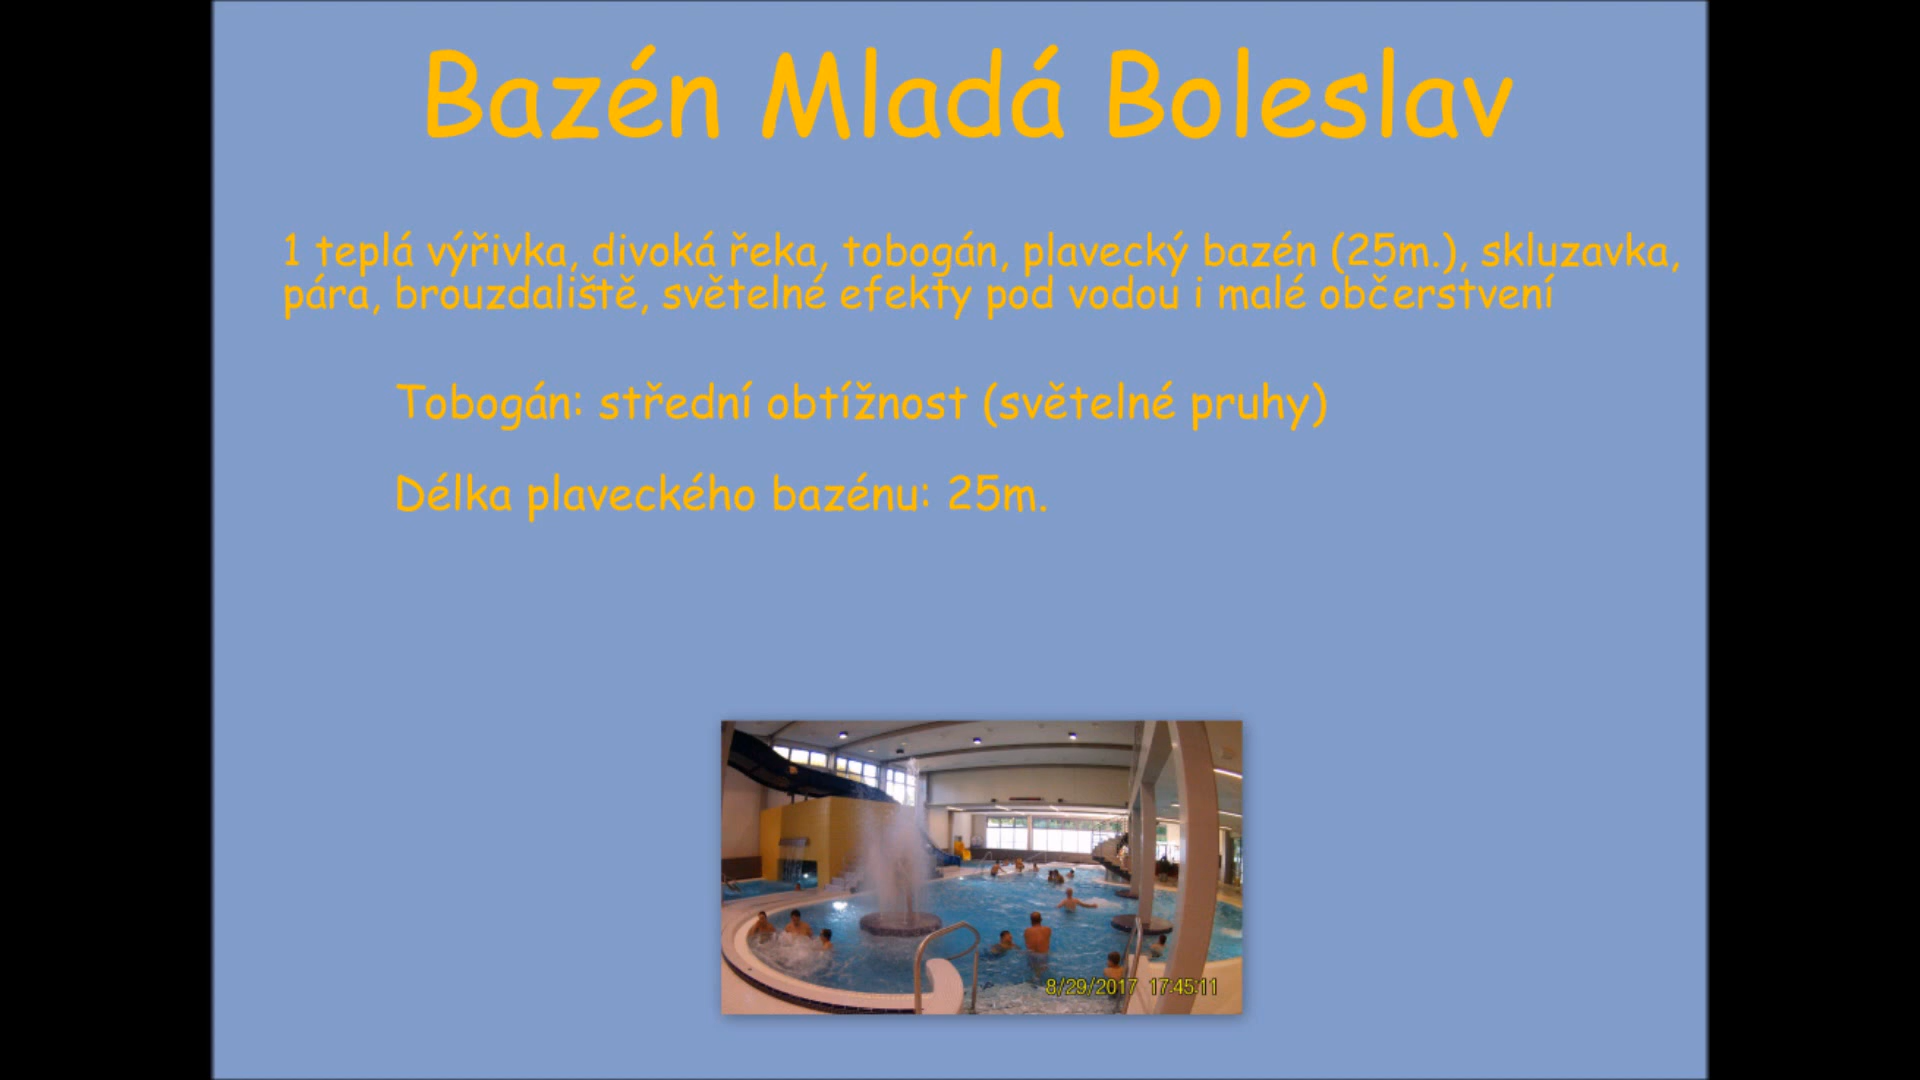 Bazén Mladá Boleslav
1 teplá výřivka, divoká řeka, tobogán, plavecký bazén (25m.), skluzavka,
pára, brouzdaliště, světelné efekty pod vodou i malé občerstvení
Tobogán: střední obtížnost (světelné pruhy)
Délka plaveckého bazénu: 25m.
8/29/2017 17:45:11